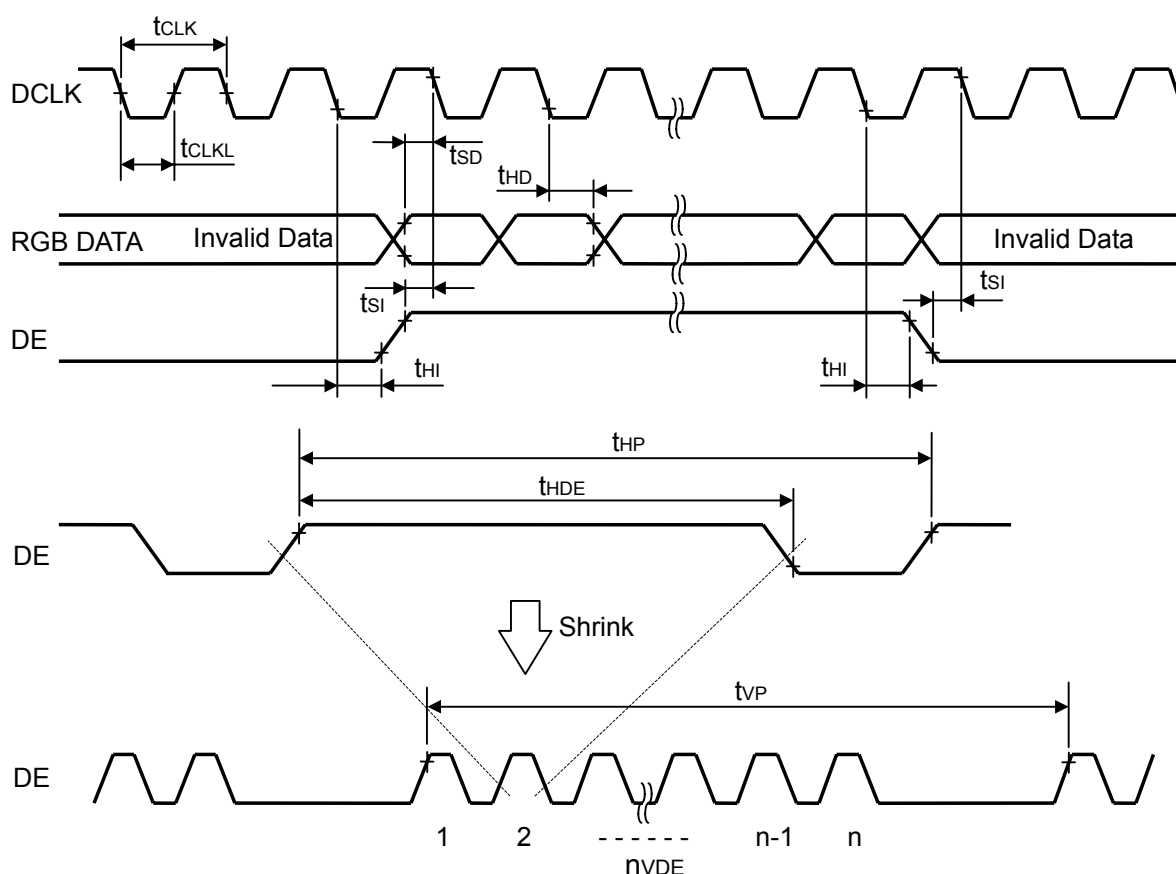 tCLK
DCLK
tCLKL
tSD
tHD
RGB DATA
Invalid Data
Invalid Data
tSI
tSI
DE
tHI
tHI
tHP
tHDE
DE
Shrink
tVP
DE
1 2 n-1 n
nVDE